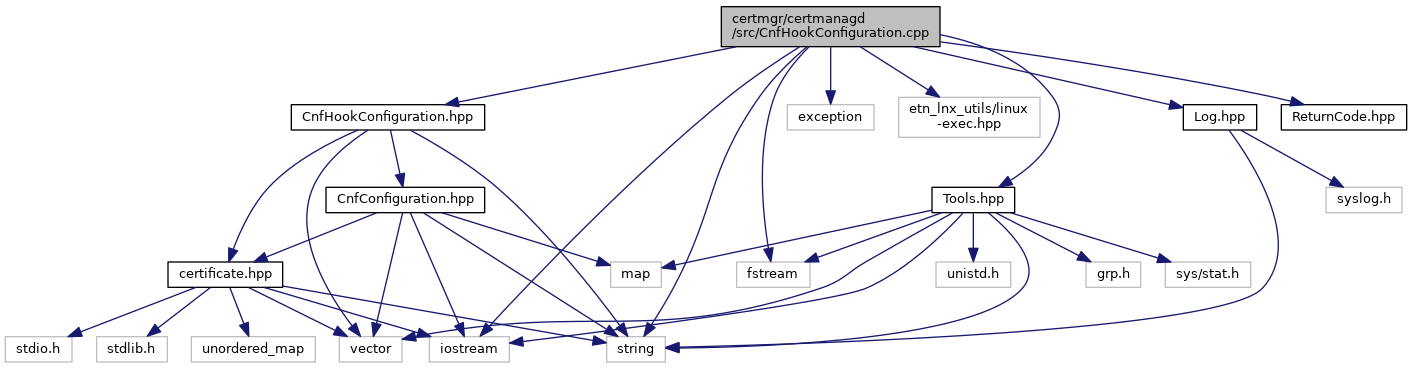 certmgr/certmanagd
/src/CnfHookConfiguration.cpp
CnfHookConfiguration.hpp
exception
etn_lnx_utils/linux
-exec.hpp
Log.hpp
ReturnCode.hpp
CnfConfiguration.hpp
Tools.hpp
syslog.h
certificate.hpp
map
fstream
unistd.h
grp.h
sys/stat.h
stdio.h
stdlib.h
unordered_map
vector
iostream
string